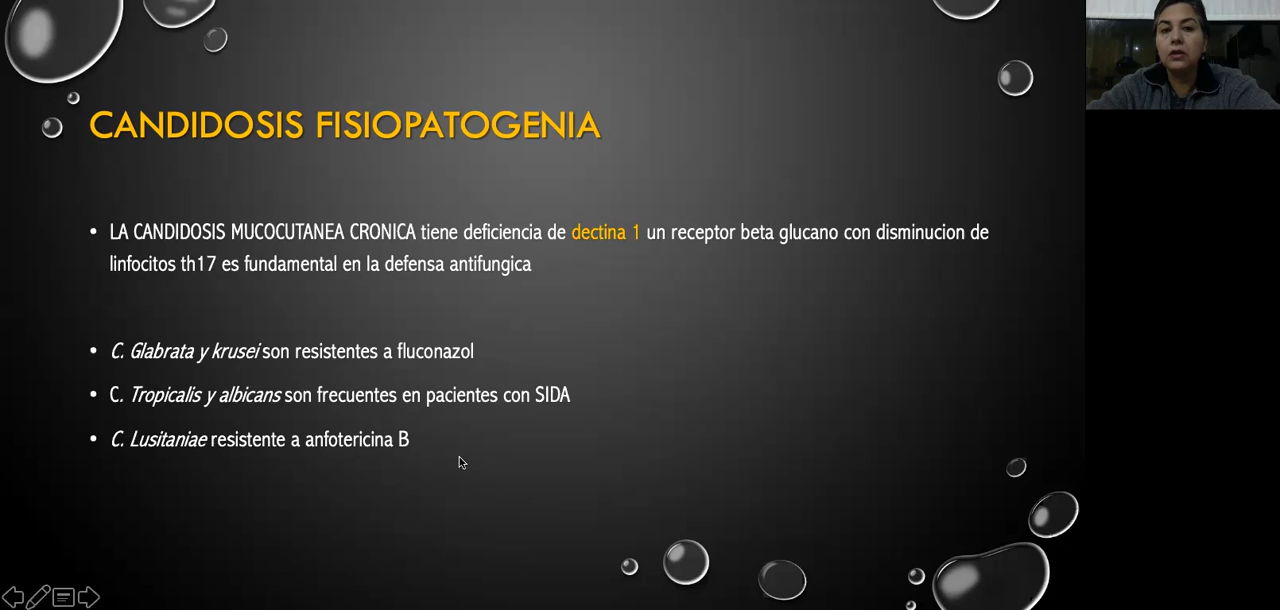 CANDIDOSIS FISIOPATOGENIA
• LA CANDIDOSIS MUCOCUTANEA CRONICA tiene deficiencia de dectina 1 un receptor beta glucano con disminucion de
linfocitos th17 es fundamental en la defensa antifungica
• C. Glabrata y krusei son resistentes a fluconazol
• C. Tropicalis y albicans son frecuentes en pacientes con SIDA
• C. Lusitaniae resistente a anfotericina B